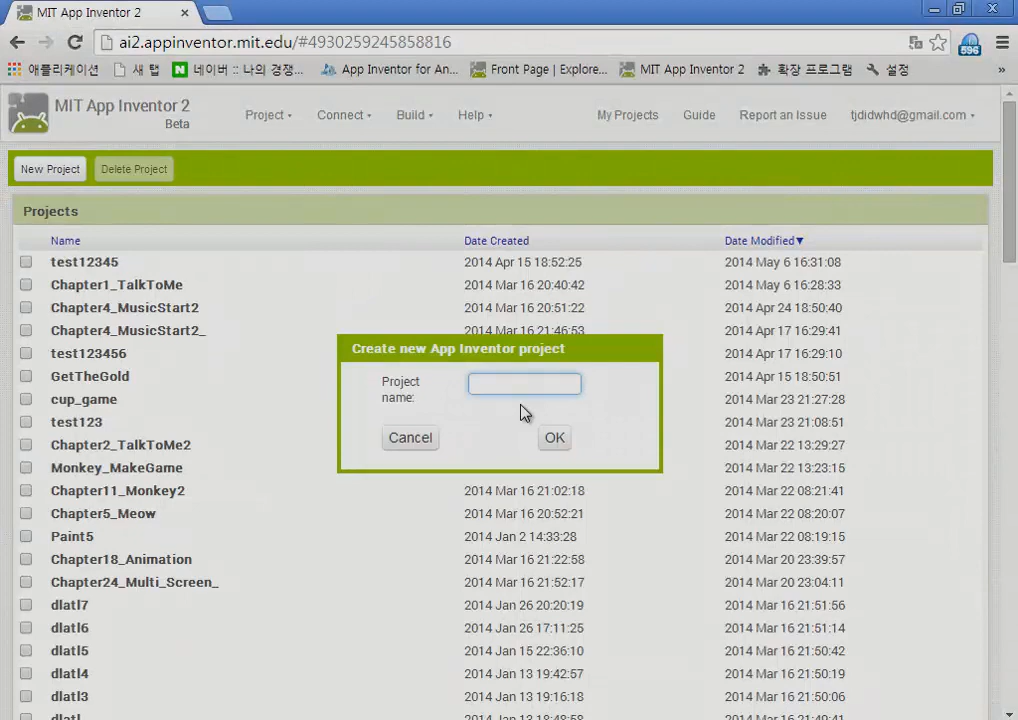 MIT App Inventor 2
ai2.appinventor.mit.edu/#4930259245858816
596
애플리케이션 새 탭 N 네이버 :: 나의 경쟁... App Inventor for An... Front Page | Explore... MIT App Inventor 2 확장 프로그램 설정 »
MIT App Inventor 2
Beta
Project Connect Build Help My Projects Guide Report an Issue tjdidwhd@gmail.com
New Project Delete Project
Projects
Name Date Created Date Modified▼
test12345 2014 Apr 15 18:52:25 2014 May 6 16:31:08
Chapter1_TalkToMe 2014 Mar 16 20:40:42 2014 May 6 16:28:33
Chapter4_MusicStart2 2014 Mar 16 20:51:22 2014 Apr 24 18:50:40
Chapter4_MusicStart2_ 2014 Mar 16 21:46:53 2014 Apr 17 16:29:41
test123456 2014 Apr 17 16:29:10
GetTheGold 2014 Apr 15 18:50:51
cup_game 2014 Mar 23 21:27:28
test123 2014 Mar 23 21:08:51
Chapter2_TalkToMe2 2014 Mar 22 13:29:27
Monkey_MakeGame 2014 Mar 22 13:23:15
Create new App Inventor project
Project
name:
Cancel OK
Chapter11_Monkey2 2014 Mar 16 21:02:18 2014 Mar 22 08:21:41
Chapter5_Meow 2014 Mar 16 20:52:21 2014 Mar 22 08:20:07
Paint5 2014 Jan 2 14:33:28 2014 Mar 22 08:19:15
Chapter18_Animation 2014 Mar 16 21:22:58 2014 Mar 20 23:39:57
Chapter24_Multi_Screen_ 2014 Mar 16 21:52:17 2014 Mar 20 23:04:11
dlatl7 2014 Jan 26 20:20:19 2014 Mar 16 21:51:56
dlatl6 2014 Jan 26 17:11:25 2014 Mar 16 21:51:14
dlatl5 2014 Jan 15 22:36:10 2014 Mar 16 21:50:42
dlatl4 2014 Jan 13 19:42:57 2014 Mar 16 21:50:19
dlatl3 2014 Jan 13 19:16:18 2014 Mar 16 21:50:06